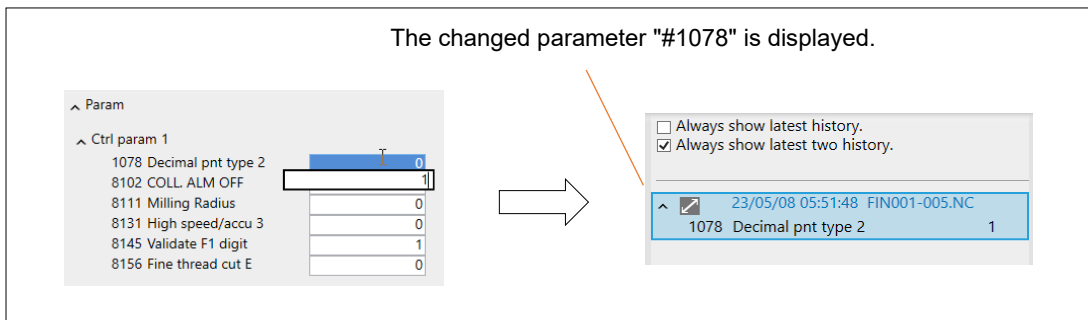 The changed parameter "#1078" is displayed.
Param
Ctrl param 1
1078 Decimal pnt type 2 0
8102 COLL. ALM OFF 1
8111 Milling Radius 0
8131 High speed/accu 3 0
8145 Validate F1 digit 1
8156 Fine thread cut E 0
Always show latest history.
Always show latest two history.
23/05/08 05:51:48 FIN001-005.NC
1078 Decimal pnt type 2 1